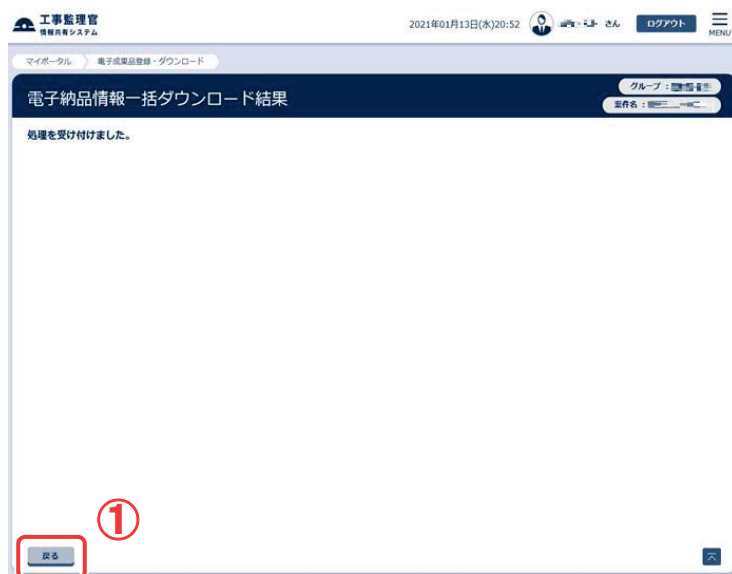 工事監理官
情報共有システム
2021年01月13日(水)20:52
さん
ログアウト
MENU
マイポータル
電子成果品登録・ダウンロード
電子納品情報一括ダウンロード結果
グループ：
案件名：
処理を受け付けました。
①
戻る